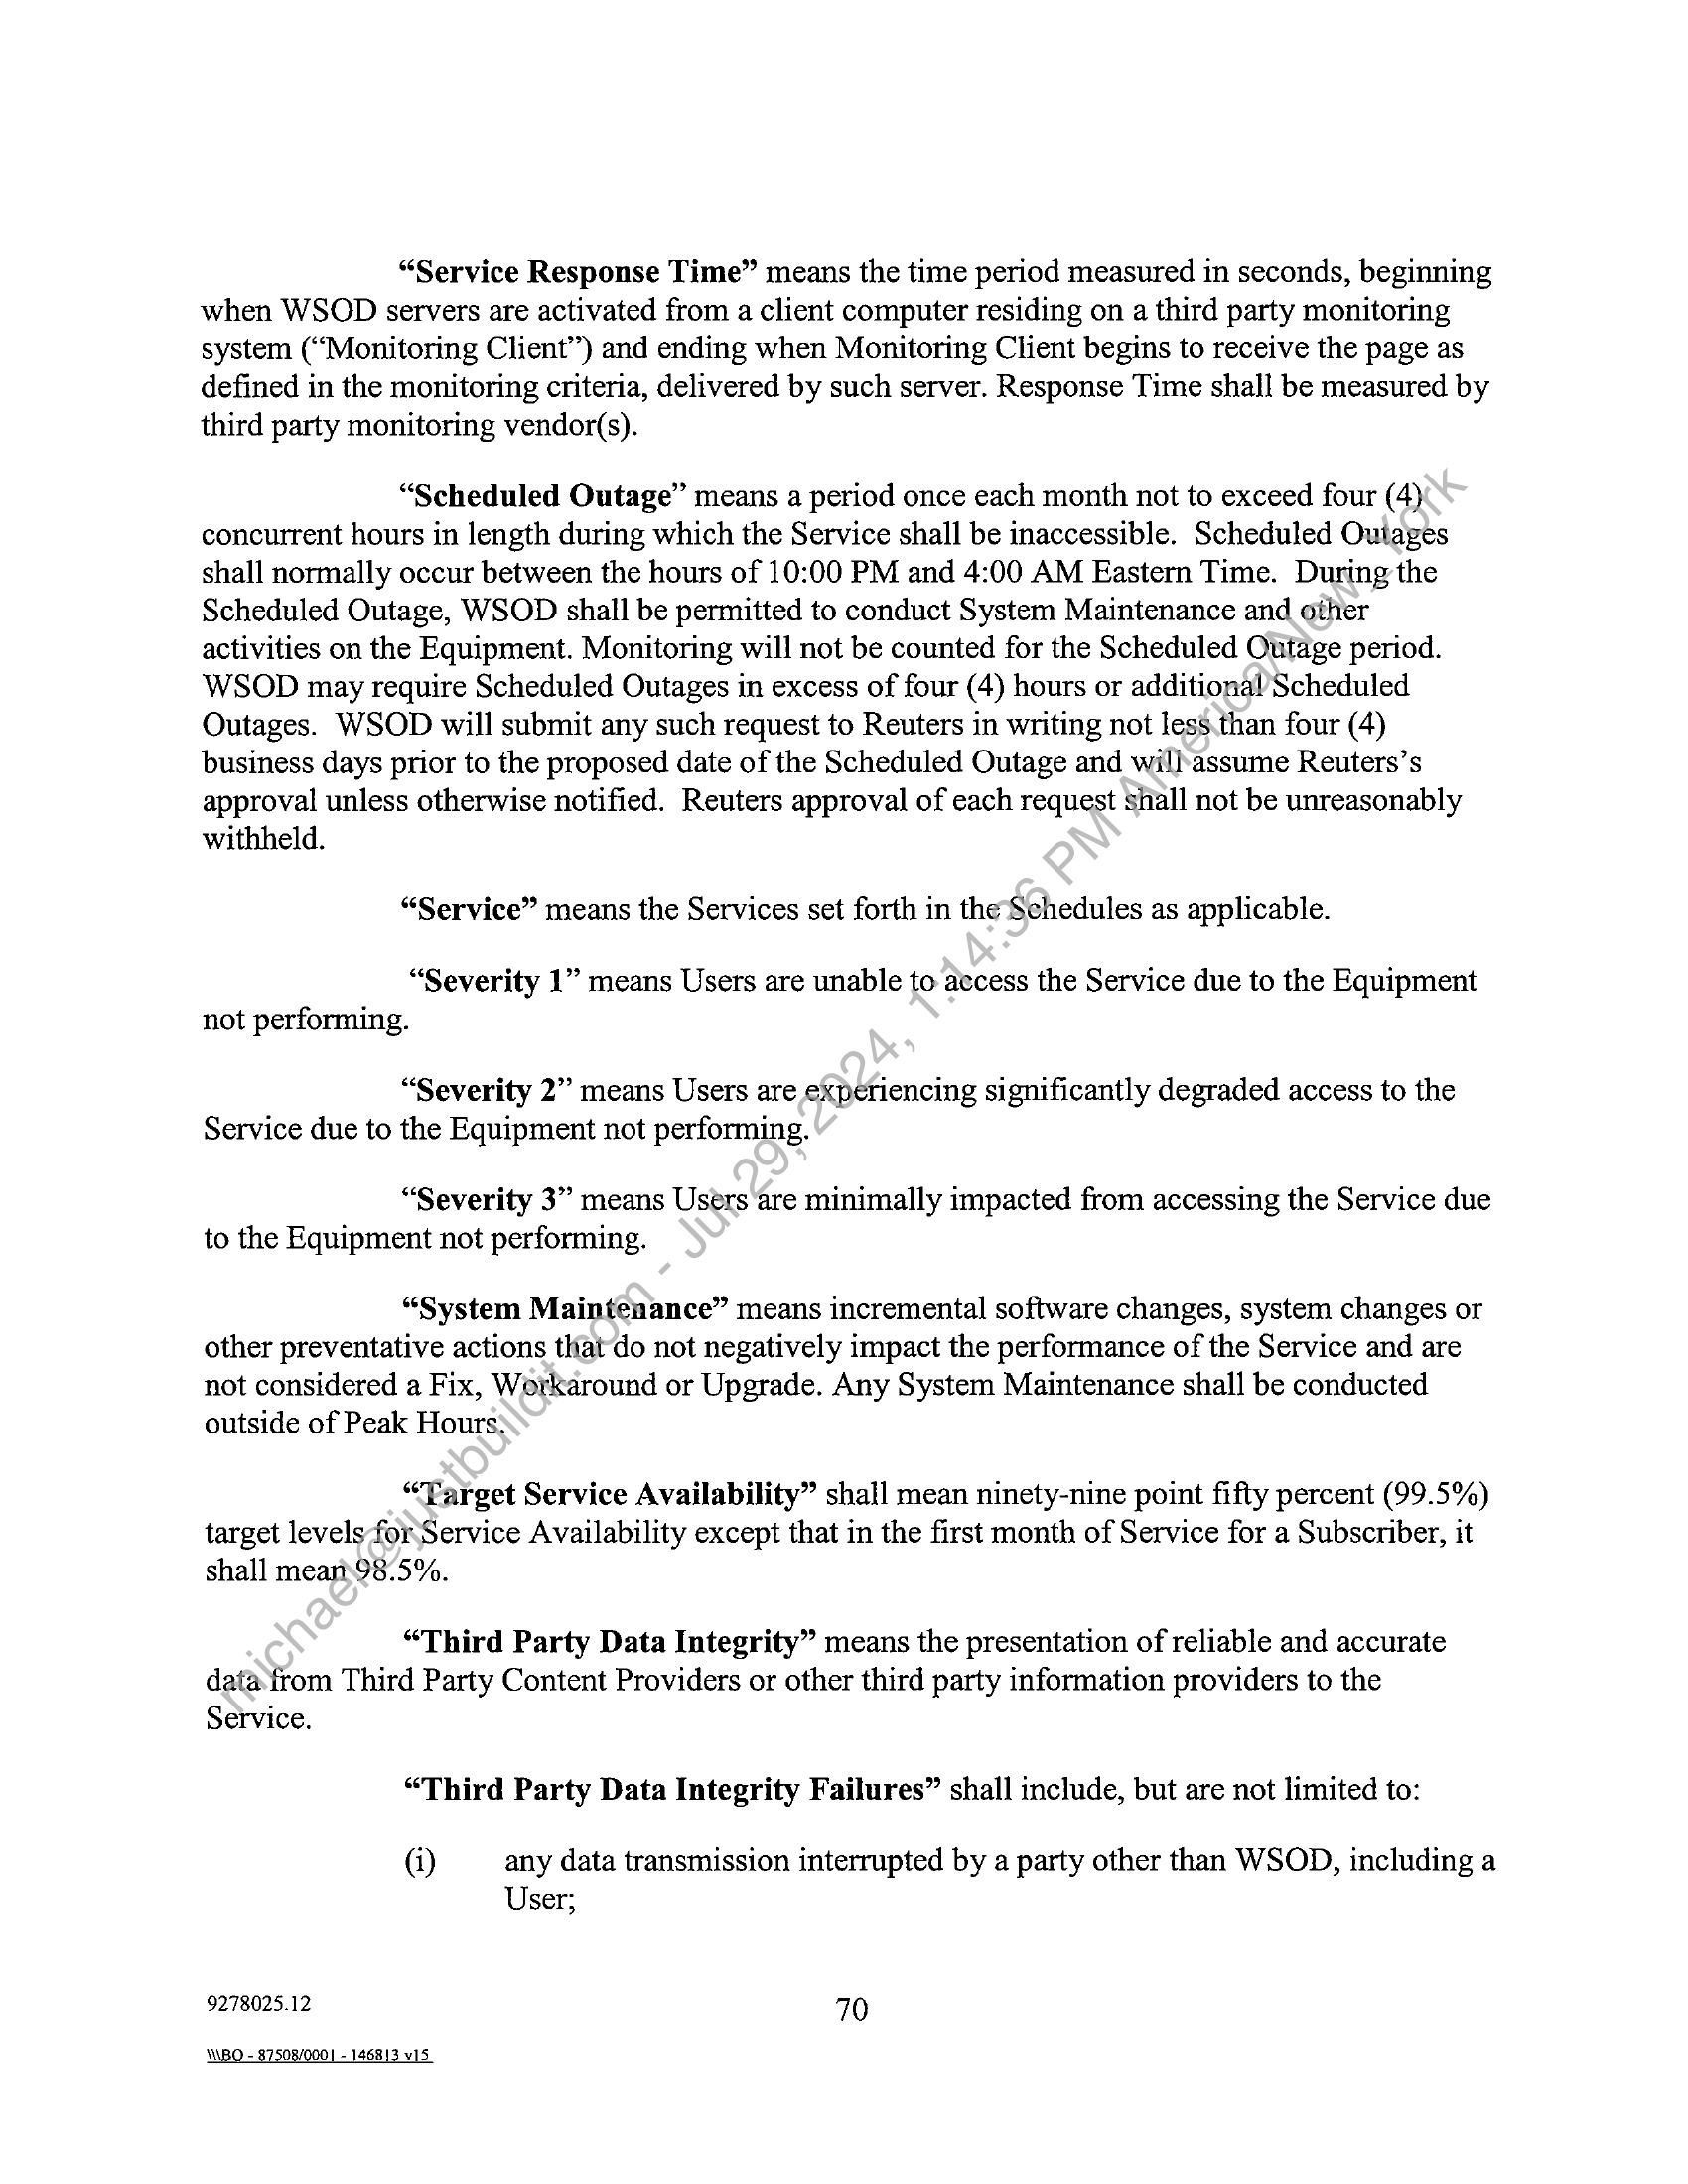 “Service Response Time” means the time period measured in seconds, beginning
when WSOD servers are activated from a client computer residing on a third party monitoring
system (“Monitoring Client”) and ending when Monitoring Client begins to receive the page as
defined in the monitoring criteria, delivered by such server. Response Time shall be measured by
third party monitoring vendor(s).
“Scheduled Outage” means a period once each month not to exceed four (4)
concurrent hours in length during which the Service shall be inaccessible. Scheduled Outages
shall normally occur between the hours of 10:00 PM and 4:00 AM Eastern Time. During the
Scheduled Outage, WSOD shall be permitted to conduct System Maintenance and other
activities on the Equipment. Monitoring will not be counted for the Scheduled Outage period.
WSOD may require Scheduled Outages in excess of four (4) hours or additional Scheduled
Outages. WSOD will submit any such request to Reuters in writing not less than four (4)
business days prior to the proposed date of the Scheduled Outage and will assume Reuters’s
approval unless otherwise notified. Reuters approval of each request shall not be unreasonably
withheld.
“Service” means the Services set forth in the Schedules as applicable.
“Severity 1” means Users are unable to access the Service due to the Equipment
not performing.
“Severity 2” means Users are experiencing significantly degraded access to the
Service due to the Equipment not performing.
“Severity 3” means Users are minimally impacted from accessing the Service due
to the Equipment not performing.
“System Maintenance” means incremental software changes, system changes or
other preventative actions that do not negatively impact the performance of the Service and are
not considered a Fix, Workaround or Upgrade. Any System Maintenance shall be conducted
outside of Peak Hours.
“Target Service Availability” shall mean ninety-nine point fifty percent (99.5%)
target levels for Service Availability except that in the first month of Service for a Subscriber, it
shall mean 98.5%.
“Third Party Data Integrity” means the presentation of reliable and accurate
data from Third Party Content Providers or other third party information providers to the
Service.
“Third Party Data Integrity Failures” shall include, but are not limited to:
(i) any data transmission interrupted by a party other than WSOD, including a
User;
9278025.12
70
\\\BO - 87508/0001 - 146813 v15
michael@justbuildit.com - Jul 29, 2024, 1:14:36 PM America/New_York